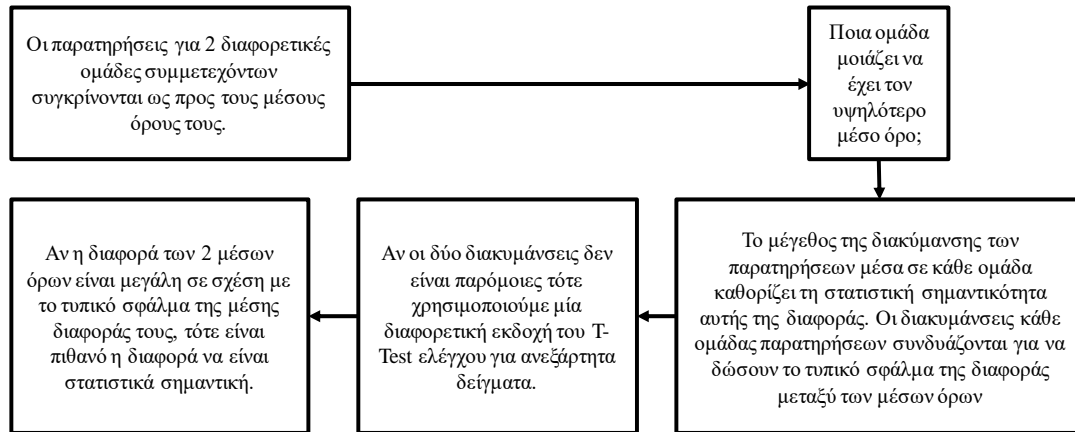 Οι παρατηρήσεις για 2 διαφορετικές
ομάδες συμμετεχόντων
συγκρίνονται ως προς τους μέσους
όρους τους.
Ποια ομάδα
μοιάζει να
έχει τον
υψηλότερο
μέσο όρο;
Το μέγεθος της διακύμανσης των
παρατηρήσεων μέσα σε κάθε ομάδα
καθορίζει τη στατιστική σημαντικότητα
αυτής της διαφοράς. Οι διακυμάνσεις κάθε
ομάδας παρατηρήσεων συνδυάζονται για να
δώσουν το τυπικό σφάλμα της διαφοράς
μεταξύ των μέσων όρων
Αν οι δύο διακυμάνσεις δεν
είναι παρόμοιες τότε
χρησιμοποιούμε μία
διαφορετική εκδοχή του T-
Test ελέγχου για ανεξάρτητα
δείγματα.
Αν η διαφορά των 2 μέσων
όρων είναι μεγάλη σε σχέση με
το τυπικό σφάλμα της μέσης
διαφοράς τους, τότε είναι
πιθανό η διαφορά να είναι
στατιστικά σημαντική.